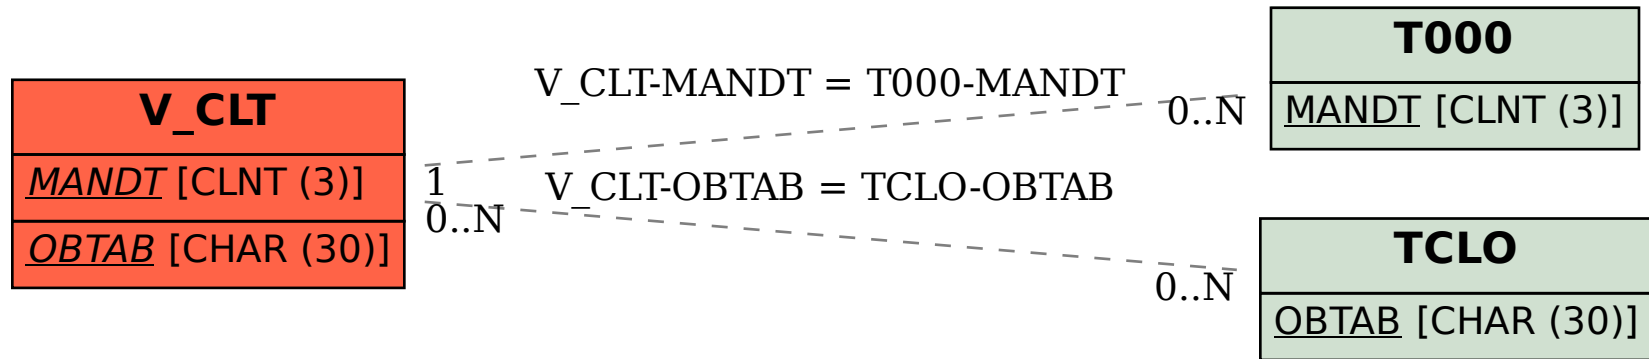 V_CLT
MANDT [CLNT (3)]
OBTAB [CHAR (30)]
V_CLT-MANDT = T000-MANDT
1
0..N
V_CLT-OBTAB = TCLO-OBTAB
0..N
0..N
T000
MANDT [CLNT (3)]
TCLO
OBTAB [CHAR (30)]